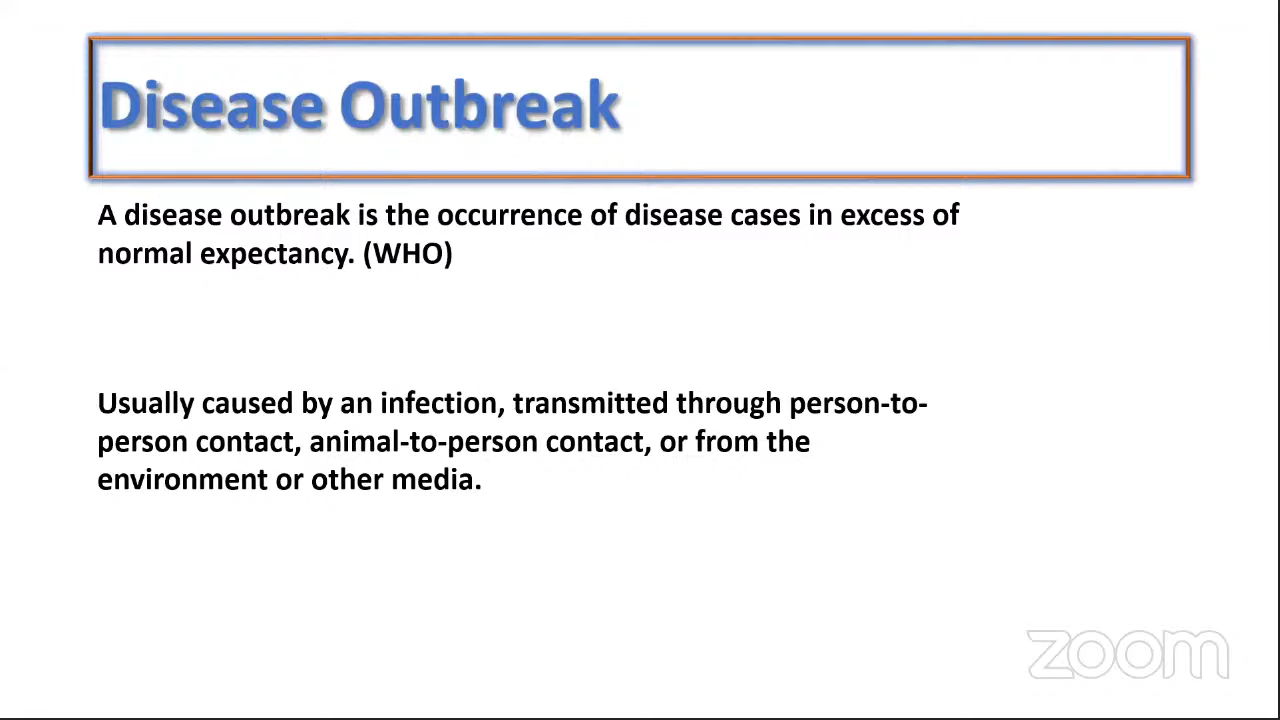 Disease Outbreak
A disease outbreak is the occurrence of disease cases in excess of
normal expectancy. (WHO)
Usually caused by an infection, transmitted through person-to-
person contact, animal-to-person contact, or from the
environment or other media.
zoom